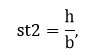 st2 = h/b,